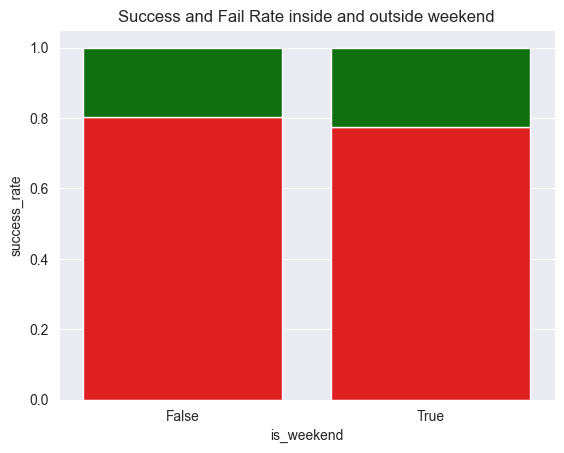 Success and Fail Rate inside and outside weekend
success_rate
1.0
0.8
0.6
0.4
0.2
0.0
False True
is_weekend